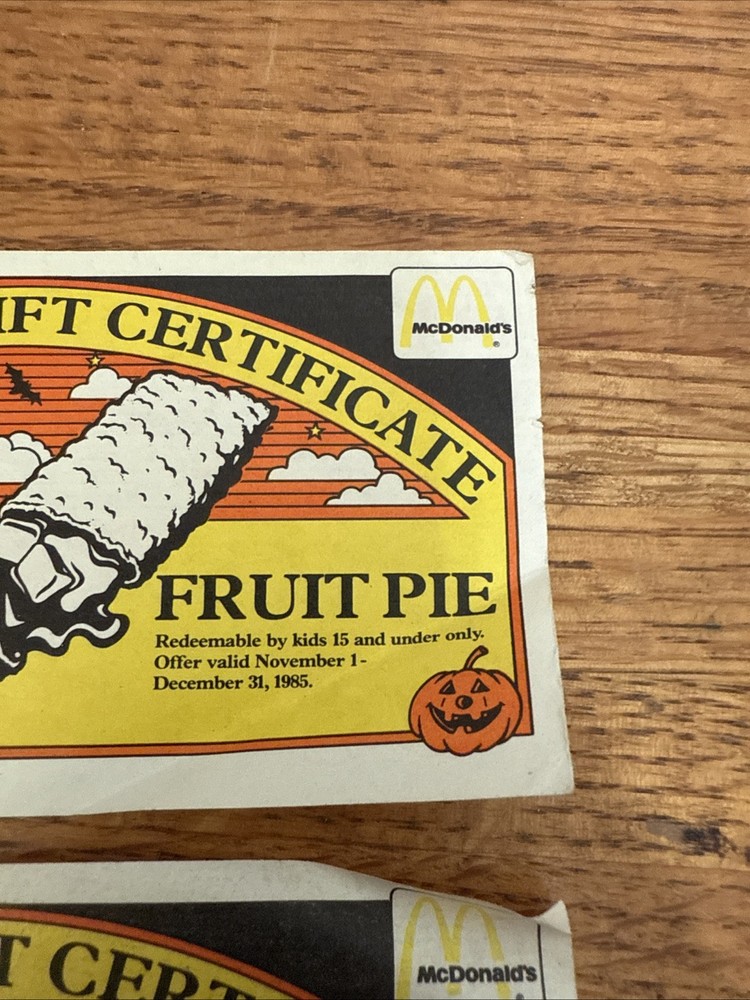 IFT CERTIFICATE
McDonald's
®
FRUIT PIE
Redeemable by kids 15 and under only.
Offer valid November 1-
December 31, 1985.
T CERT
McDonald's
®